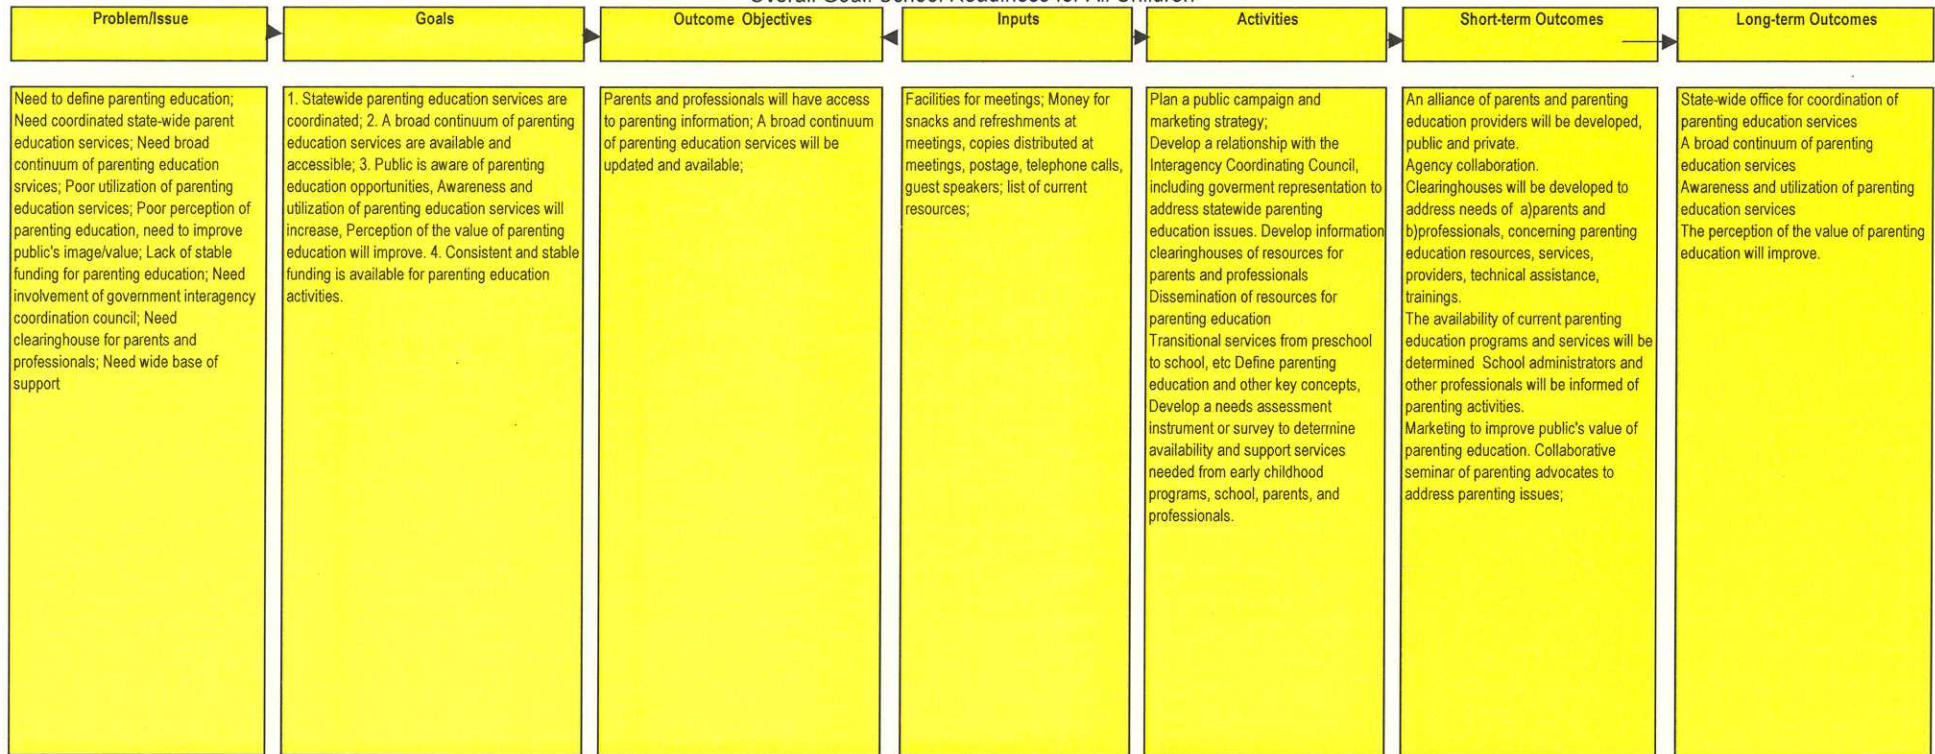 Overall Goal: School Readiness for All Children
Problem/Issue
Goals
Outcome Objectives
Inputs
Activities
Short-term Outcomes
Long-term Outcomes
Need to define parenting education;
Need coordinated state-wide parent
education services; Need broad
continuum of parenting education
srvices; Poor utilization of parenting
education services; Poor perception of
parenting education, need to improve
public's image/value; Lack of stable
funding for parenting education; Need
involvement of government interagency
coordination council; Need
clearinghouse for parents and
professionals; Need wide base of
support
1. Statewide parenting education services are
coordinated; 2. A broad continuum of parenting
education services are available and
accessible; 3. Public is aware of parenting
education opportunities, Awareness and
utilization of parenting education services will
increase, Perception of the value of parenting
education will improve. 4. Consistent and stable
funding is available for parenting education
activities.
Parents and professionals will have access
to parenting information; A broad continuum
of parenting education services will be
updated and available;
Facilities for meetings; Money for
snacks and refreshments at
meetings, copies distributed at
meetings, postage, telephone calls,
guest speakers; list of current
resources;
Plan a public campaign and
marketing strategy;
Develop a relationship with the
Interagency Coordinating Council,
including goverment representation to
address statewide parenting
education issues. Develop information
clearinghouses of resources for
parents and professionals
Dissemination of resources for
parenting education
Transitional services from preschool
to school, etc Define parenting
education and other key concepts,
Develop a needs assessment
instrument or survey to determine
availability and support services
needed from early childhood
programs, school, parents, and
professionals.
An alliance of parents and parenting
education providers will be developed,
public and private.
Agency collaboration.
Clearinghouses will be developed to
address needs of a)parents and
b)professionals, concerning parenting
education resources, services,
providers, technical assistance,
trainings.
The availability of current parenting
education programs and services will be
determined School administrators and
other professionals will be informed of
parenting activities.
Marketing to improve public's value of
parenting education. Collaborative
seminar of parenting advocates to
address parenting issues;
State-wide office for coordination of
parenting education services
A broad continuum of parenting
education services
Awareness and utilization of parenting
education services
The perception of the value of parenting
education will improve.